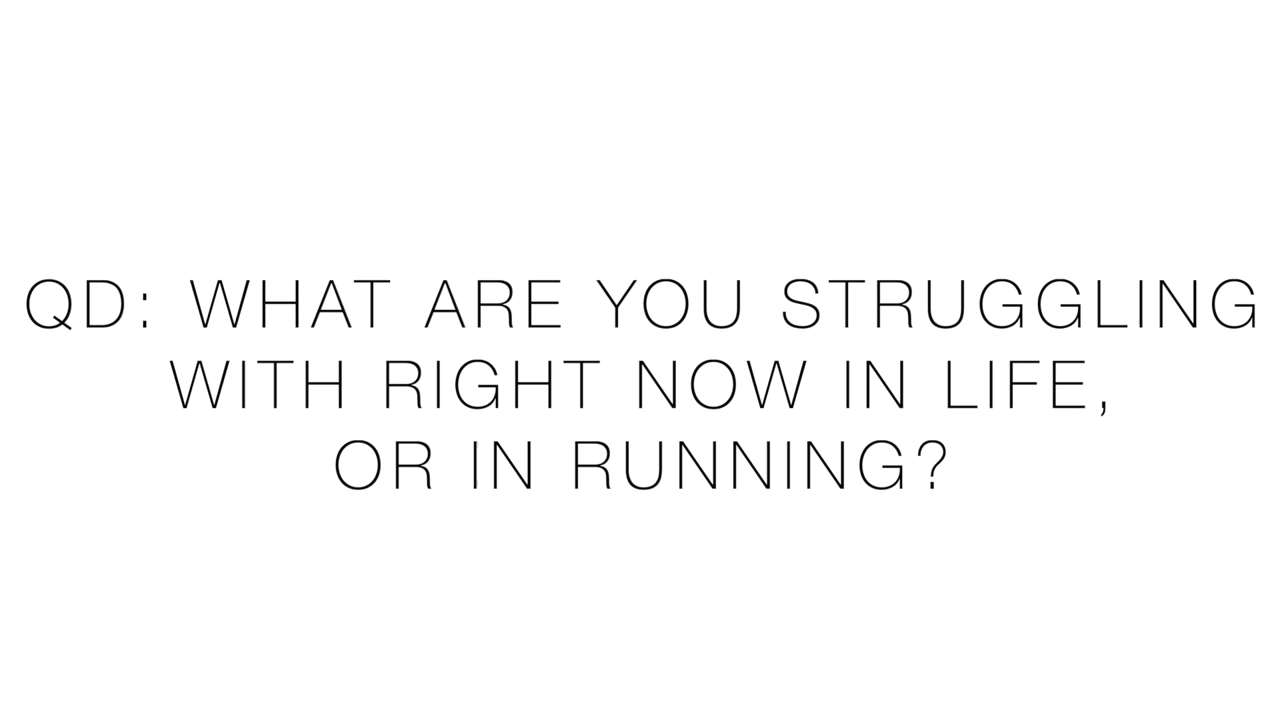 QD: WHAT ARE YOU STRUGGLING
WITH RIGHT NOW IN LIFE,
OR IN RUNNING?